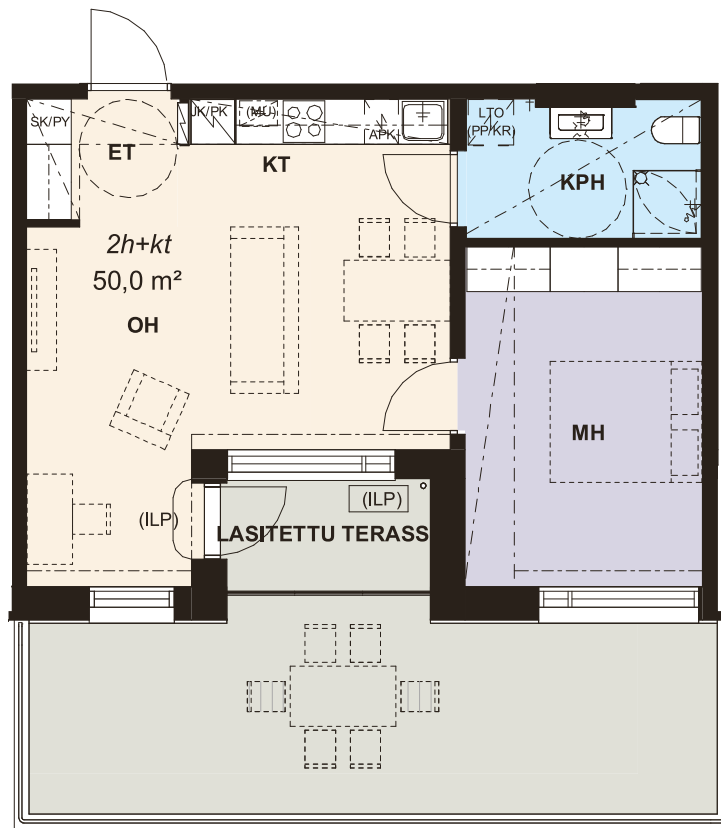 SK/PY
JK/PK
(MU)
APK
LTO
(PP/KR)
ET
KT
KPH
2h+kt
50,0 m²
OH
MH
(ILP)
(ILP)
LASITETTU TERASS